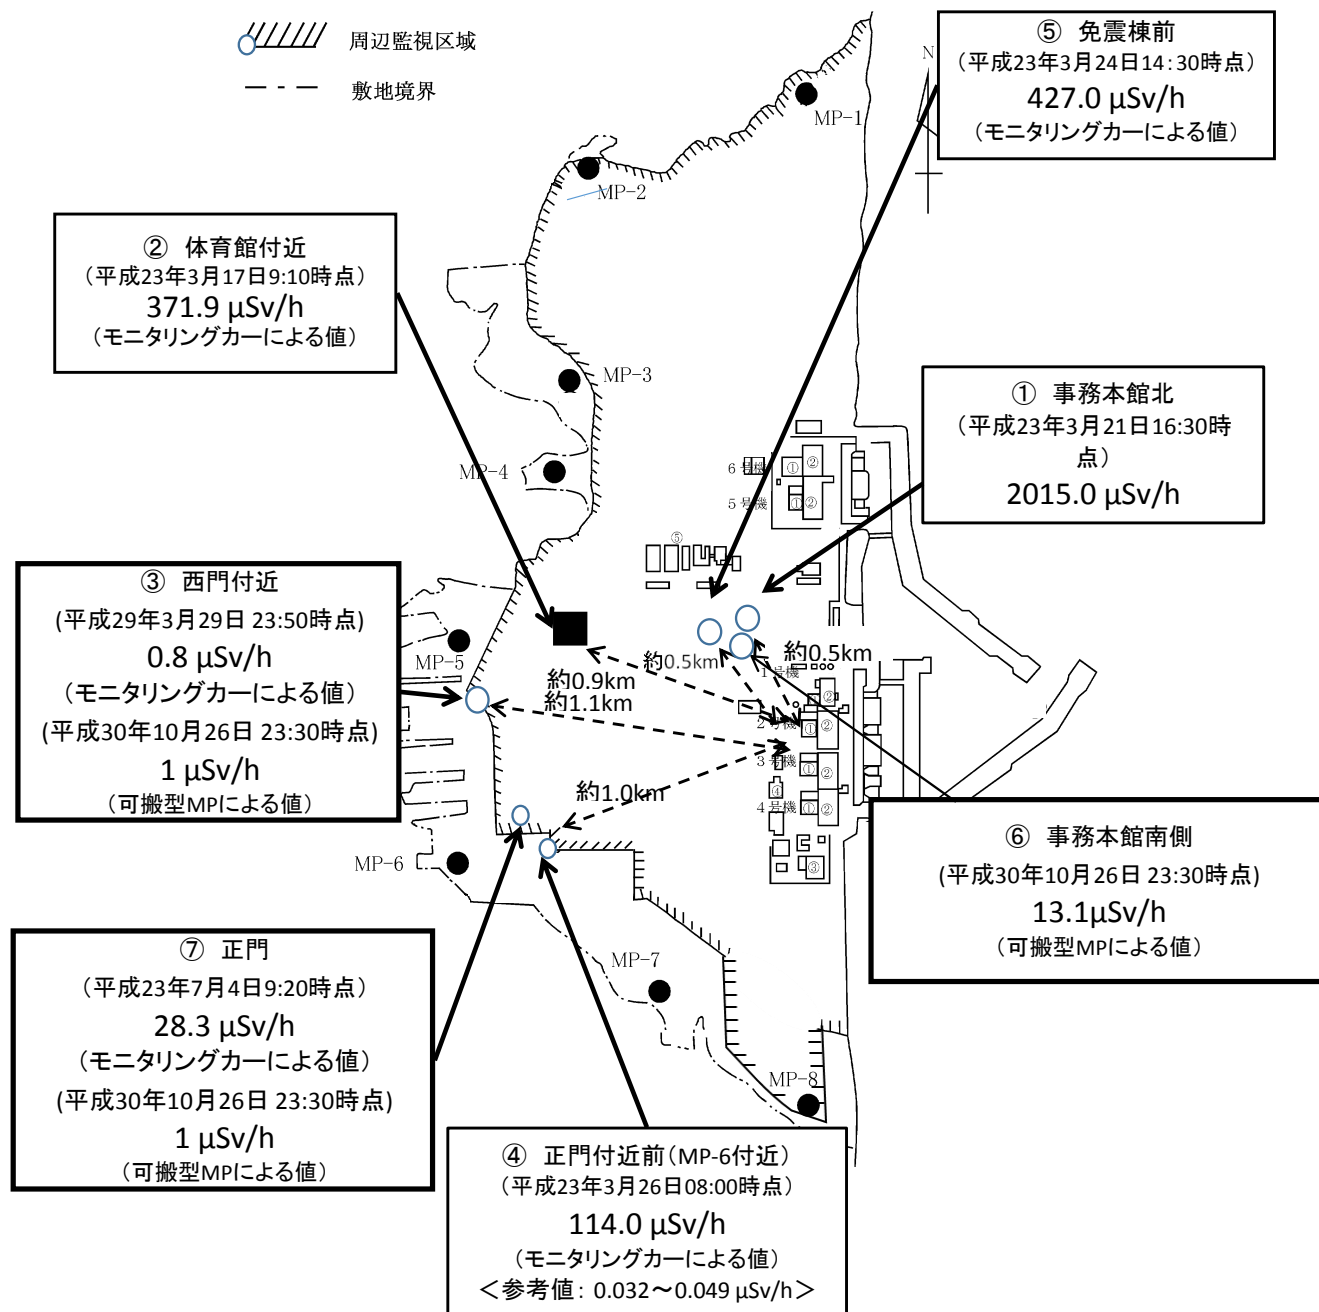 周辺監視区域
敷地境界
⑤ 免震棟前
（平成23年3月24日14:30時点）
427.0 μSv/h
（モニタリングカーによる値）
N
MP-1
MP-2
② 体育館付近
（平成23年3月17日9:10時点）
371.9 μSv/h
（モニタリングカーによる値）
MP-3
① 事務本館北
（平成23年3月21日16:30時
点）
2015.0 μSv/h
MP-4
6号機
① ②
5号機
① ②
⑤
③ 西門付近
(平成29年3月29日 23:50時点)
0.8 μSv/h
（モニタリングカーによる値）
(平成30年10月26日 23:30時点)
1 μSv/h
（可搬型MPによる値）
MP-5
約0.5km
約0.5km
1号機
約0.9km
約1.1km
②
2号機
① ②
3号機
① ②
④
約1.0km
4号機
① ②
③
MP-6
⑥ 事務本館南側
(平成30年10月26日 23:30時点)
13.1μSv/h
（可搬型MPによる値）
⑦ 正門
（平成23年7月4日9:20時点）
28.3 μSv/h
（モニタリングカーによる値）
(平成30年10月26日 23:30時点)
1 μSv/h
（可搬型MPによる値）
MP-7
MP-8
④ 正門付近前（MP-6付近）
（平成23年3月26日08:00時点）
114.0 μSv/h
（モニタリングカーによる値）
＜参考値: 0.032～0.049 μSv/h＞